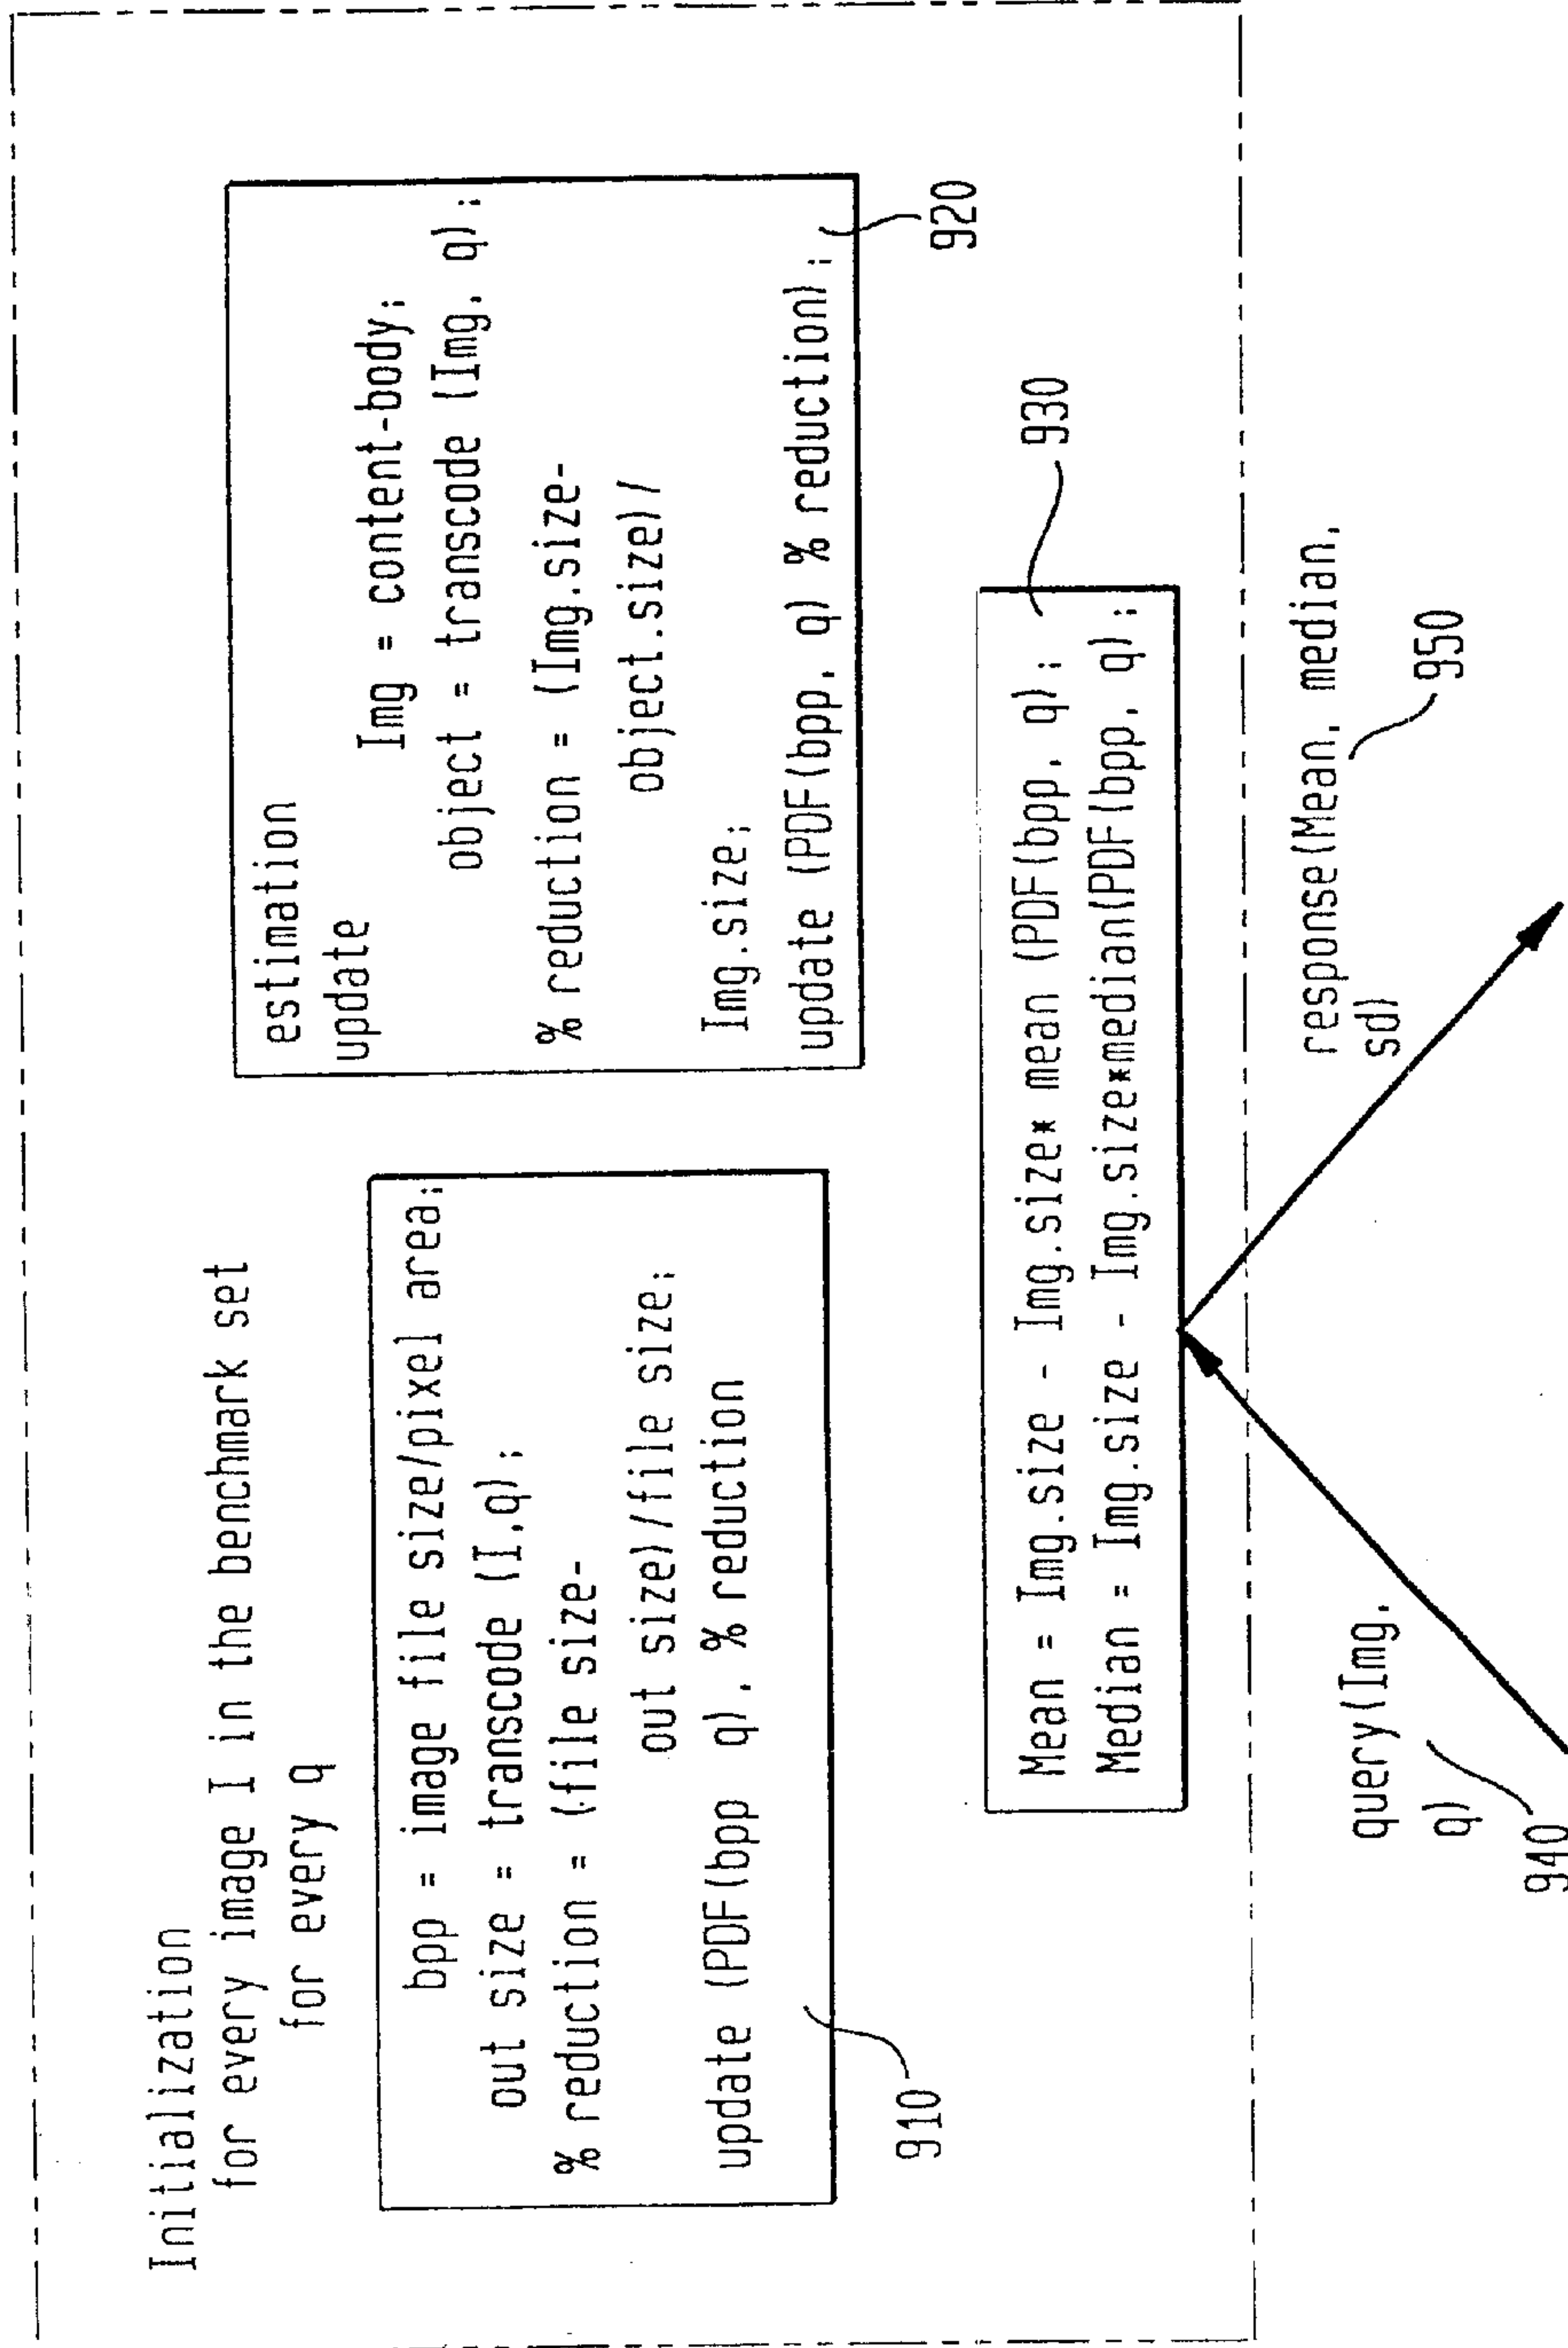 Initialization
for every image I in the benchmark set
for every q
bpp = image file size/pixel area;
out size = transcode (I,q);
% reduction = (file size-
out size)/file size;
update (PDF(bpp q), % reduction
910
estimation
update
Img = content-body;
object = transcode (Img, q);
% reduction = (Img.size-
object.size)/
Img.size;
update (PDF(bpp, q) % reduction);
920
Mean = Img.size - Img.size* mean (PDF(bpp, q);
Median = Img.size - Img.size*median(PDF(bpp, q);
930
query(Img,
q)
940
response(Mean, median,
sd)
950